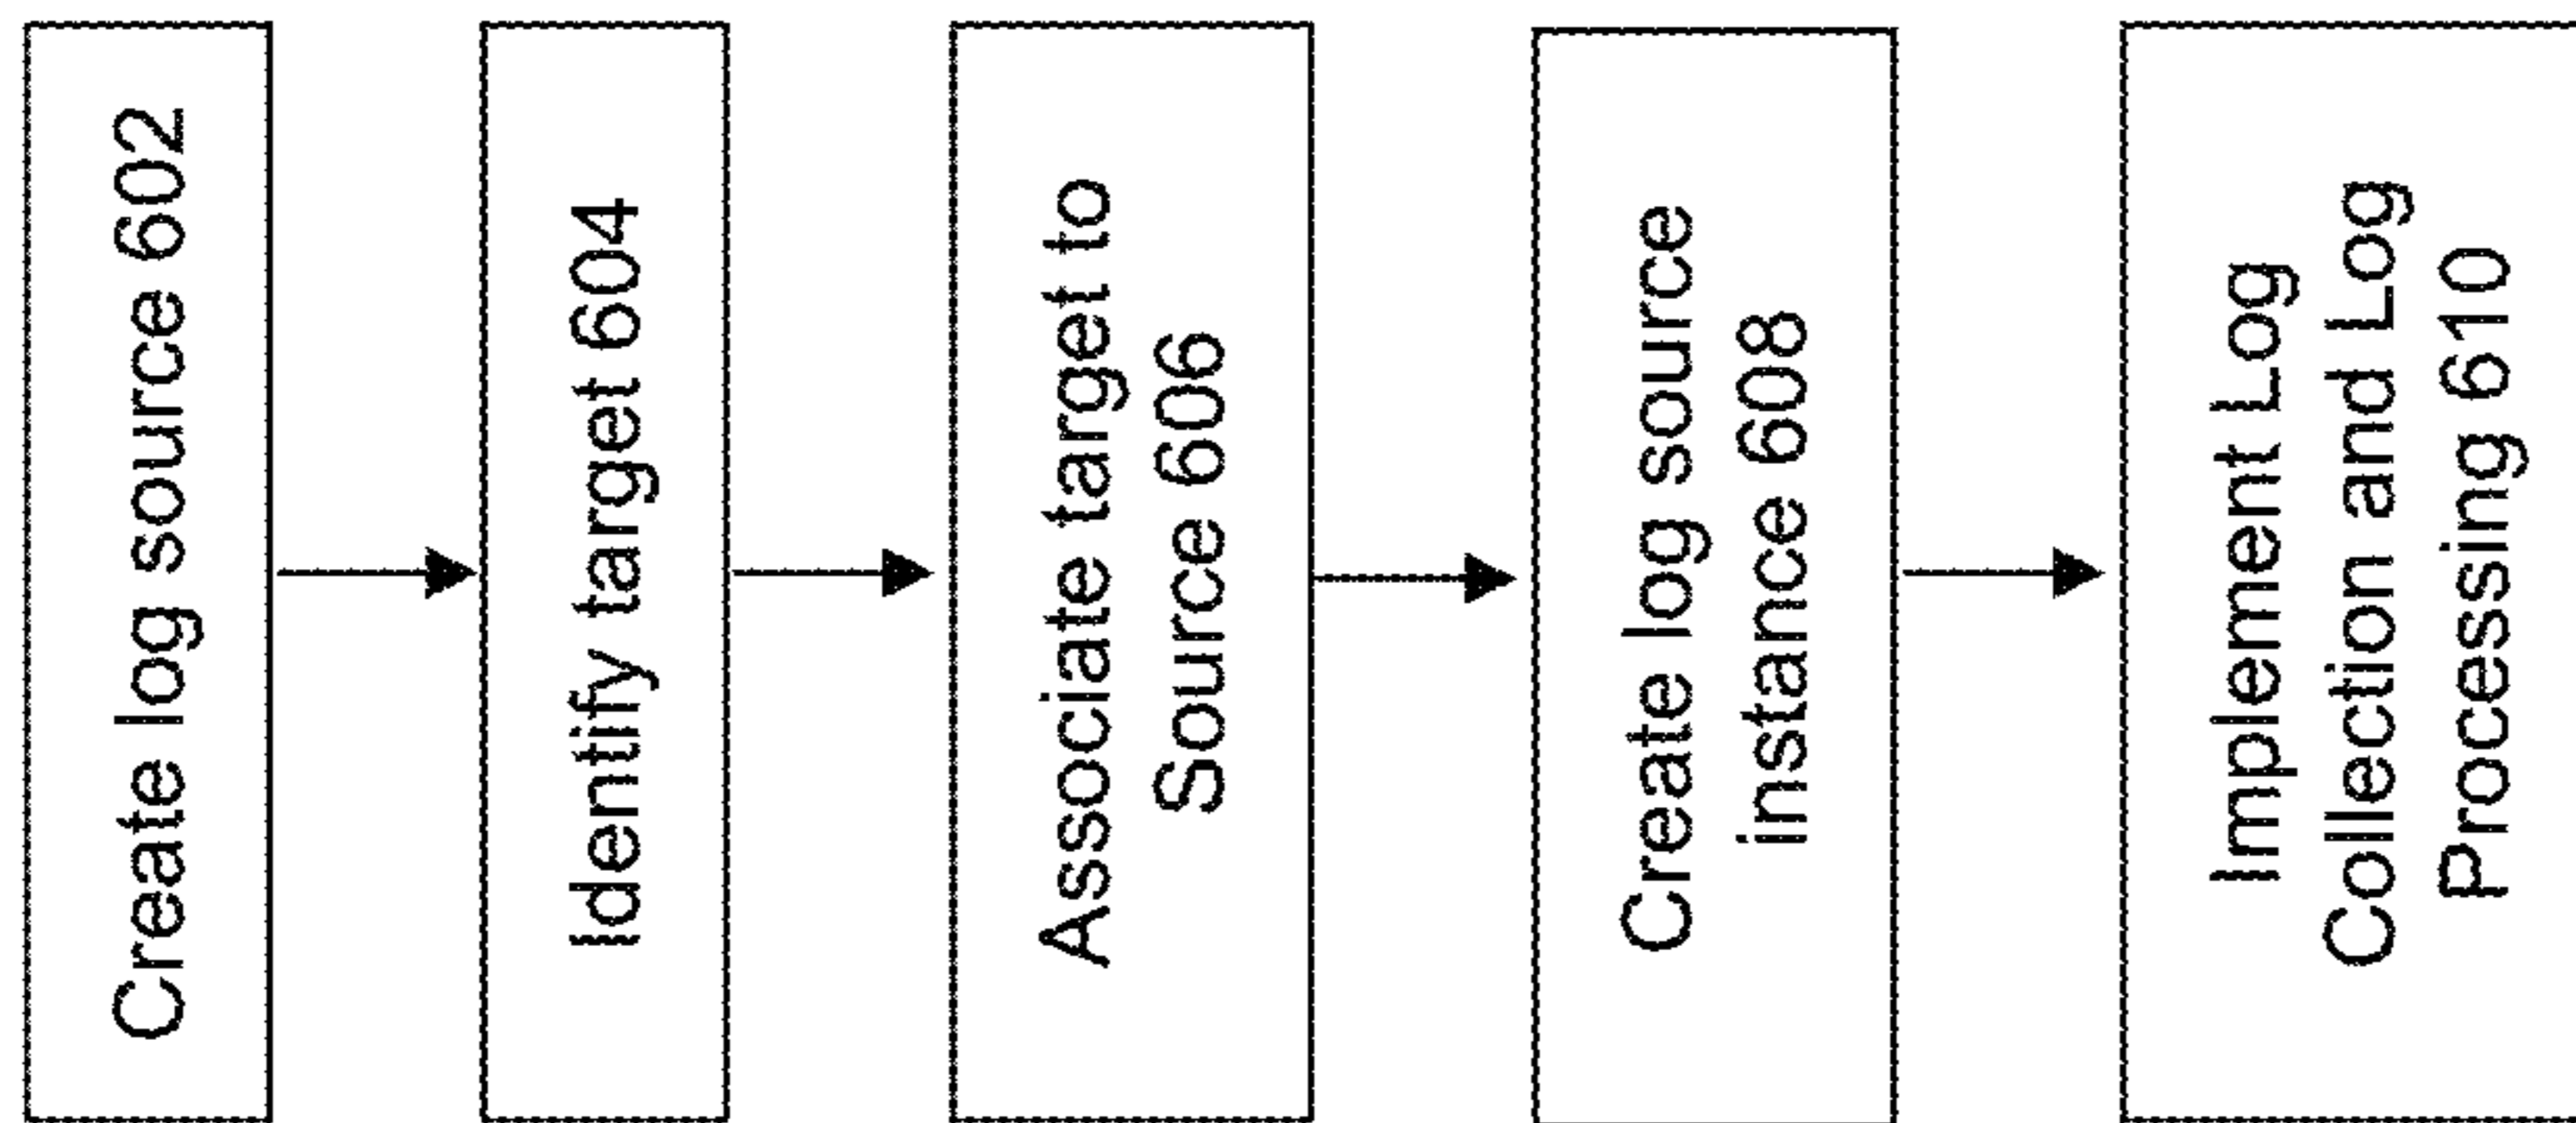 Create log source 602
Identify target 604
Associate target to
Source 606
Create log source
instance 608
Implement Log
Collection and Log
Processing 610